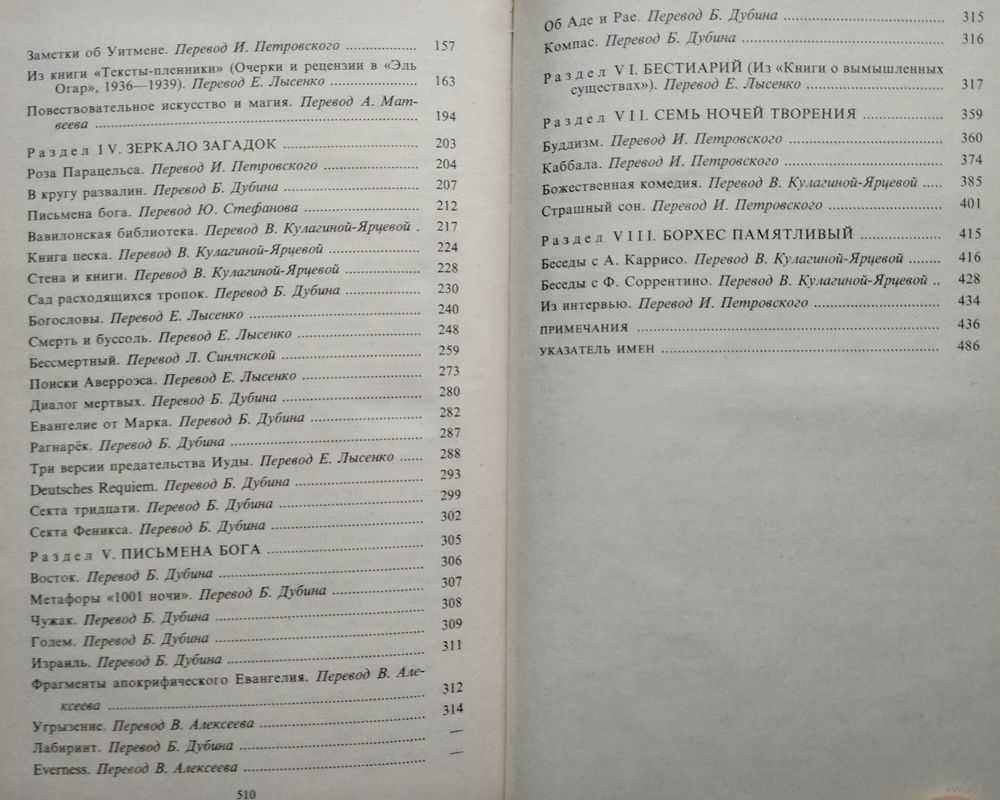 Заметки об Уитмене. Перевод И. Петровского ........ 157
Из книги «Тексты-пленники» (Очерки и рецензии в «Эль
Огар», 1936—1939). Перевод Е. Лысенко ........ 163
Повествовательное искусство и магия. Перевод А. Мат-
веева ........ 194
Раздел IV. ЗЕРКАЛО ЗАГАДОК ........ 203
Роза Парацельса. Перевод И. Петровского ........ 204
В кругу развалин. Перевод Б. Дубина ........ 207
Письмена бога. Перевод Ю. Стефанова ........ 212
Вавилонская библиотека. Перевод В. Кулагиной-Ярцевой . 217
Книга песка. Перевод В. Кулагиной-Ярцевой ........ 224
Стена и книги. Перевод В. Кулагиной-Ярцевой ........ 228
Сад расходящихся тропок. Перевод Б. Дубина ........ 230
Богословы. Перевод Е. Лысенко ........ 240
Смерть и буссоль. Перевод Е. Лысенко ........ 248
Бессмертный. Перевод Л. Синянской ........ 259
Поиски Аверроэса. Перевод Е. Лысенко ........ 273
Диалог мертвых. Перевод Б. Дубина ........ 280
Евангелие от Марка. Перевод Б. Дубина ........ 282
Рагнарёк. Перевод Б. Дубина ........ 287
Три версии предательства Иуды. Перевод Е. Лысенко ...... 288
Deutsches Requiem. Перевод Б. Дубина ........ 293
Секта тридцати. Перевод Б. Дубина ........ 299
Секта Феникса. Перевод Б. Дубина ........ 302
Раздел V. ПИСЬМЕНА БОГА ........ 305
Восток. Перевод Б. Дубина ........ 306
Метафоры «1001 ночи». Перевод Б. Дубина ........ 307
Чужак. Перевод Б. Дубина ........ 308
Голем. Перевод Б. Дубина ........ 309
Израиль. Перевод Б. Дубина ........ 311
Фрагменты апокрифического Евангелия. Перевод В. Але-
ксеева ........ 312
Угрызение. Перевод В. Алексеева ........ 314
Лабиринт. Перевод Б. Дубина ........ —
Everness. Перевод В. Алексеева ........ —
510
Об Аде и Рае. Перевод Б. Дубина ........ 315
Компас. Перевод Б. Дубина ........ 316
Раздел VI. БЕСТИАРИЙ (Из «Книги о вымышленных
существах»). Перевод Е. Лысенко ........ 317
Раздел VII. СЕМЬ НОЧЕЙ ТВОРЕНИЯ ........ 359
Буддизм. Перевод И. Петровского ........ 360
Каббала. Перевод И. Петровского ........ 374
Божественная комедия. Перевод В. Кулагиной-Ярцевой ..... 385
Страшный сон. Перевод И. Петровского ........ 401
Раздел VIII. БОРХЕС ПАМЯТЛИВЫЙ ........ 415
Беседы с А. Каррисо. Перевод В. Кулагиной-Ярцевой ........ 416
Беседы с Ф. Соррентино. Перевод В. Кулагиной-Ярцевой .. 428
Из интервью. Перевод И. Петровского ........ 434
ПРИМЕЧАНИЯ ........ 436
УКАЗАТЕЛЬ ИМЕН ........ 486